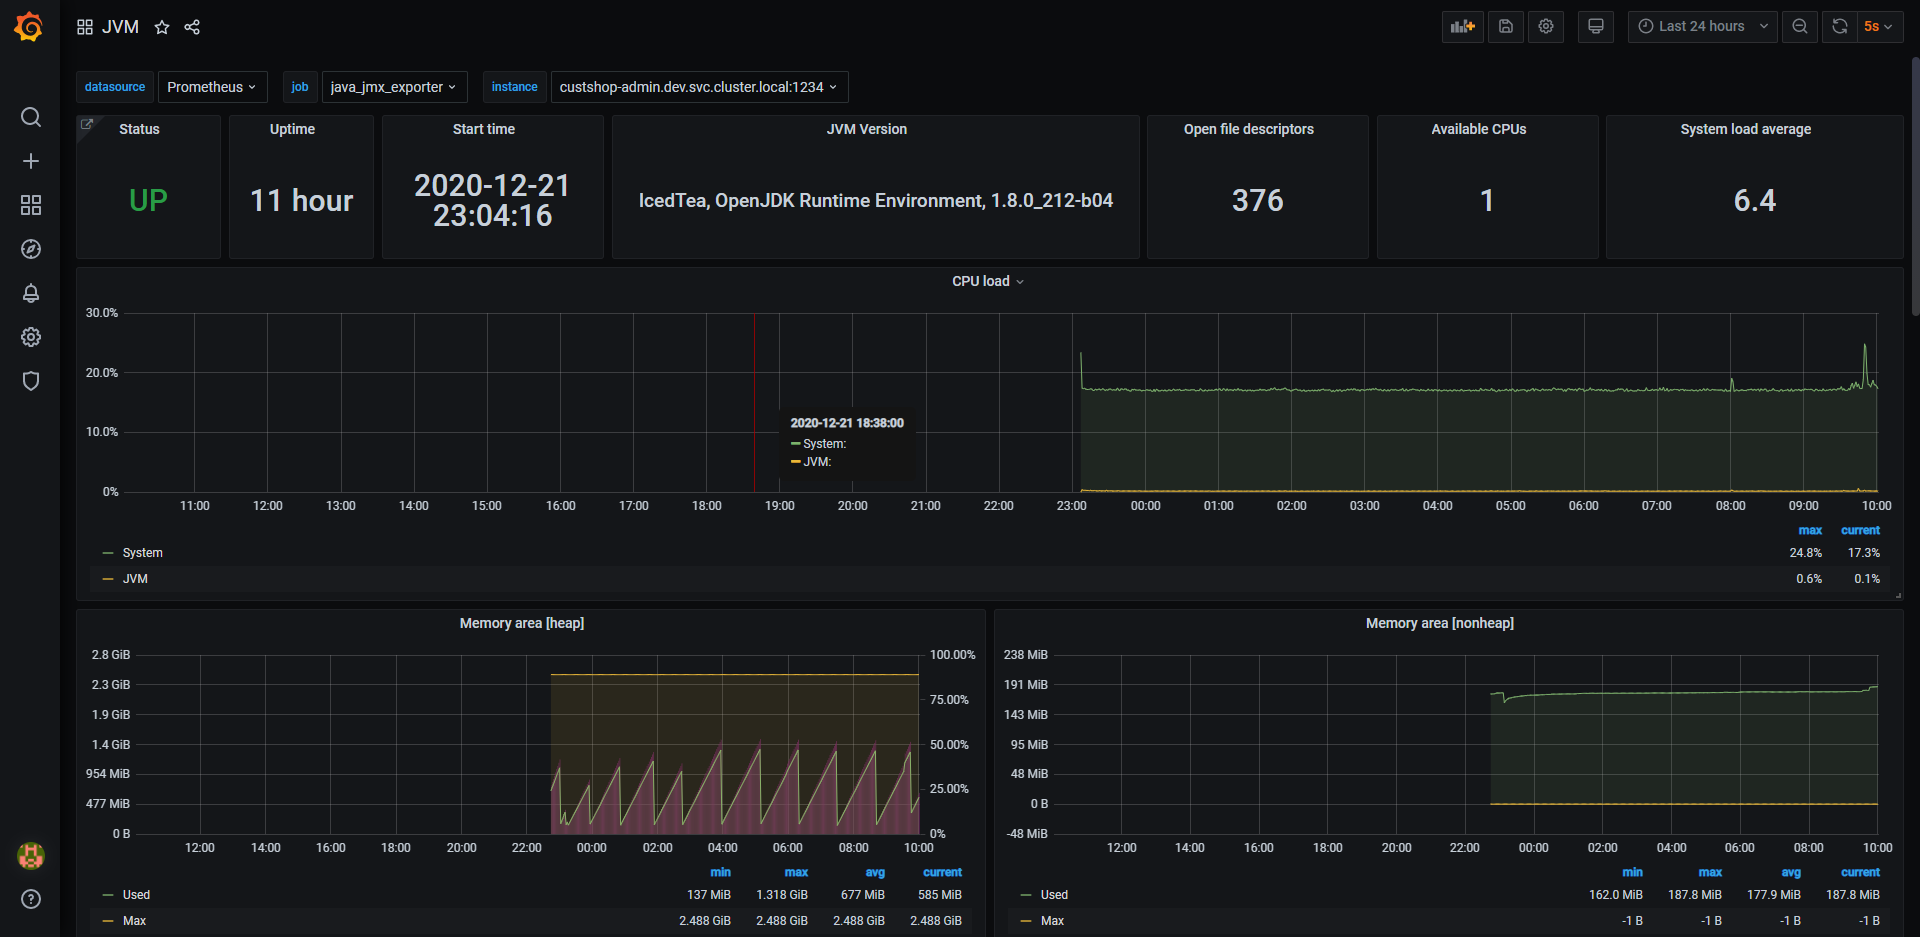 JVM
Last 24 hours
5s
datasource Prometheus job java_jmx_exporter instance custshop-admin.dev.svc.cluster.local:1234
Status
UP
Uptime
11 hour
Start time
2020-12-21
23:04:16
JVM Version
IcedTea, OpenJDK Runtime Environment, 1.8.0_212-b04
Open file descriptors
376
Available CPUs
1
System load average
6.4
CPU load
30.0%
20.0%
10.0%
0%
2020-12-21 18:38:00
System:
JVM:
11:00 12:00 13:00 14:00 15:00 16:00 17:00 18:00 19:00 20:00 21:00 22:00 23:00 00:00 01:00 02:00 03:00 04:00 05:00 06:00 07:00 08:00 09:00 10:00
max current
System 24.8% 17.3%
JVM 0.6% 0.1%
Memory area [heap]
2.8 GiB 100.00%
2.3 GiB
75.00%
1.9 GiB
1.4 GiB 50.00%
954 MiB
25.00%
477 MiB
0 B 0%
12:00 14:00 16:00 18:00 20:00 22:00 00:00 02:00 04:00 06:00 08:00 10:00
min max avg current
Used 137 MiB 1.318 GiB 677 MiB 585 MiB
Max 2.488 GiB 2.488 GiB 2.488 GiB 2.488 GiB
Memory area [nonheap]
238 MiB
191 MiB
143 MiB
95 MiB
48 MiB
0 B
-48 MiB
12:00 14:00 16:00 18:00 20:00 22:00 00:00 02:00 04:00 06:00 08:00 10:00
min max avg current
Used 162.0 MiB 187.8 MiB 177.9 MiB 187.8 MiB
Max -1 B -1 B -1 B -1 B